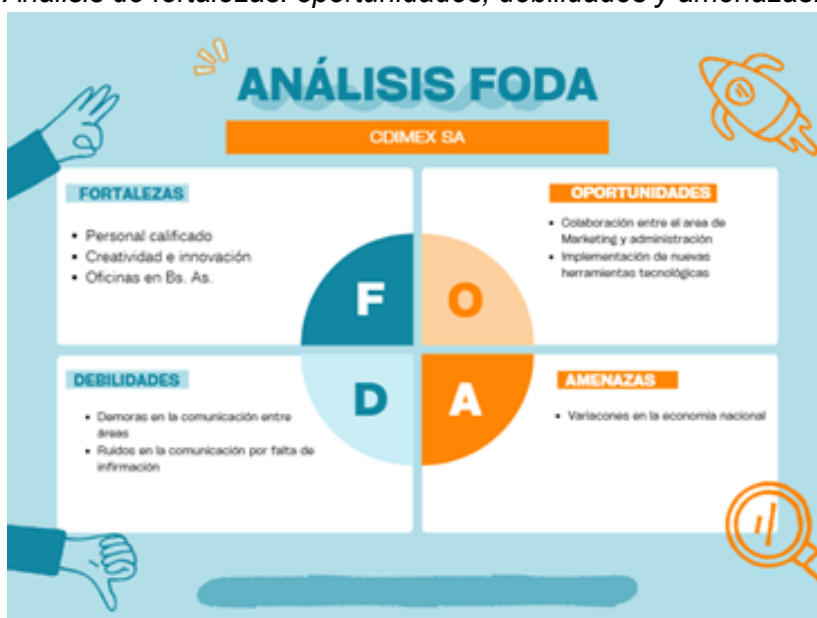 Análisis de fortalezas. oportunidades, debilidades y amenazas.
ANÁLISIS FODA
CDIMEX SA
FORTALEZAS
• Personal calificado
• Creatividad e innovación
• Oficinas en Bs. As.
OPORTUNIDADES
• Colaboración entre el area de
Marketing y administración
• Implementación de nuevas
herramientas tecnológicas
F
O
D
A
DEBILIDADES
• Demoras en la comunicación entre
áreas
• Ruidos en la comunicación por falta de
infirmación
AMENAZAS
• Variacones en la economía nacional